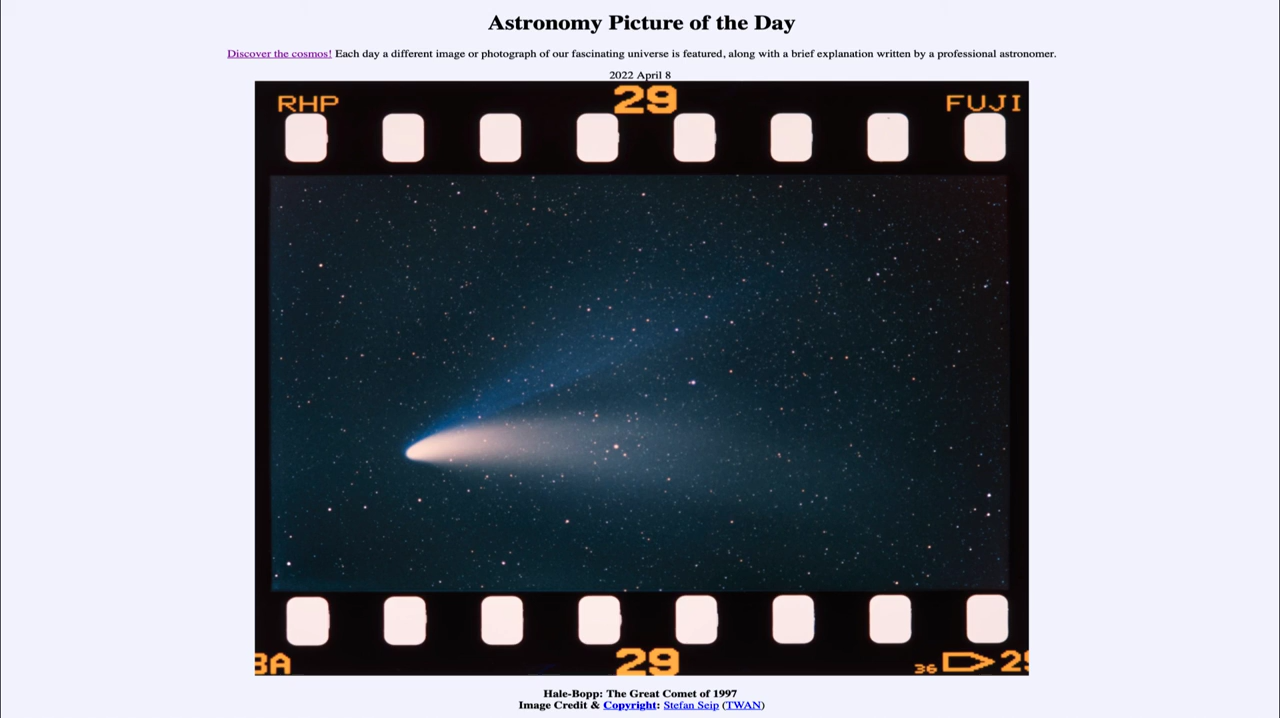 Astronomy Picture of the Day
Discover the cosmos! Each day a different image or photograph of our fascinating universe is featured, along with a brief explanation written by a professional astronomer.
2022 April 8
RHP 29 FUJI
29 36 29
Hale-Bopp: The Great Comet of 1997
Image Credit & Copyright: Stefan Seip (TWAN)